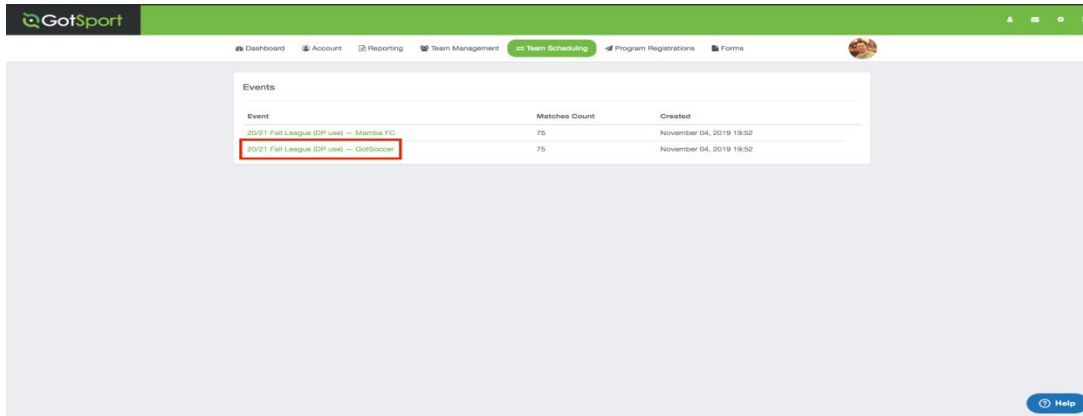 GotSport
Dashboard Account Reporting Team Management Team Scheduling Program Registrations Forms
Events
Event Matches Count Created
20/21 Fall League (DP use) — Mamba FC 75 November 04, 2019 19:52
20/21 Fall League (DP use) — GotSoccer 75 November 04, 2019 19:52
Help